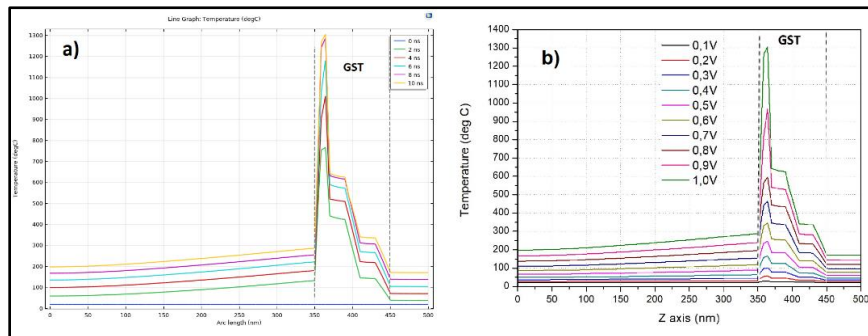 Line Graph: Temperature (degC)
a)
GST
0 ns
2 ns
4 ns
6 ns
8 ns
10 ns
Temperature (degC)
1300
1200
1100
1000
900
800
700
600
500
400
300
200
100
0
0 50 100 150 200 250 300 350 400 450 500
Arc length (nm)
b)
GST
0,1V
0,2V
0,3V
0,4V
0,5V
0,6V
0,7V
0,8V
0,9V
1,0V
Temperature (deg C)
1400
1300
1200
1100
1000
900
800
700
600
500
400
300
200
100
0
0 50 100 150 200 250 300 350 400 450 500
Z axis (nm)